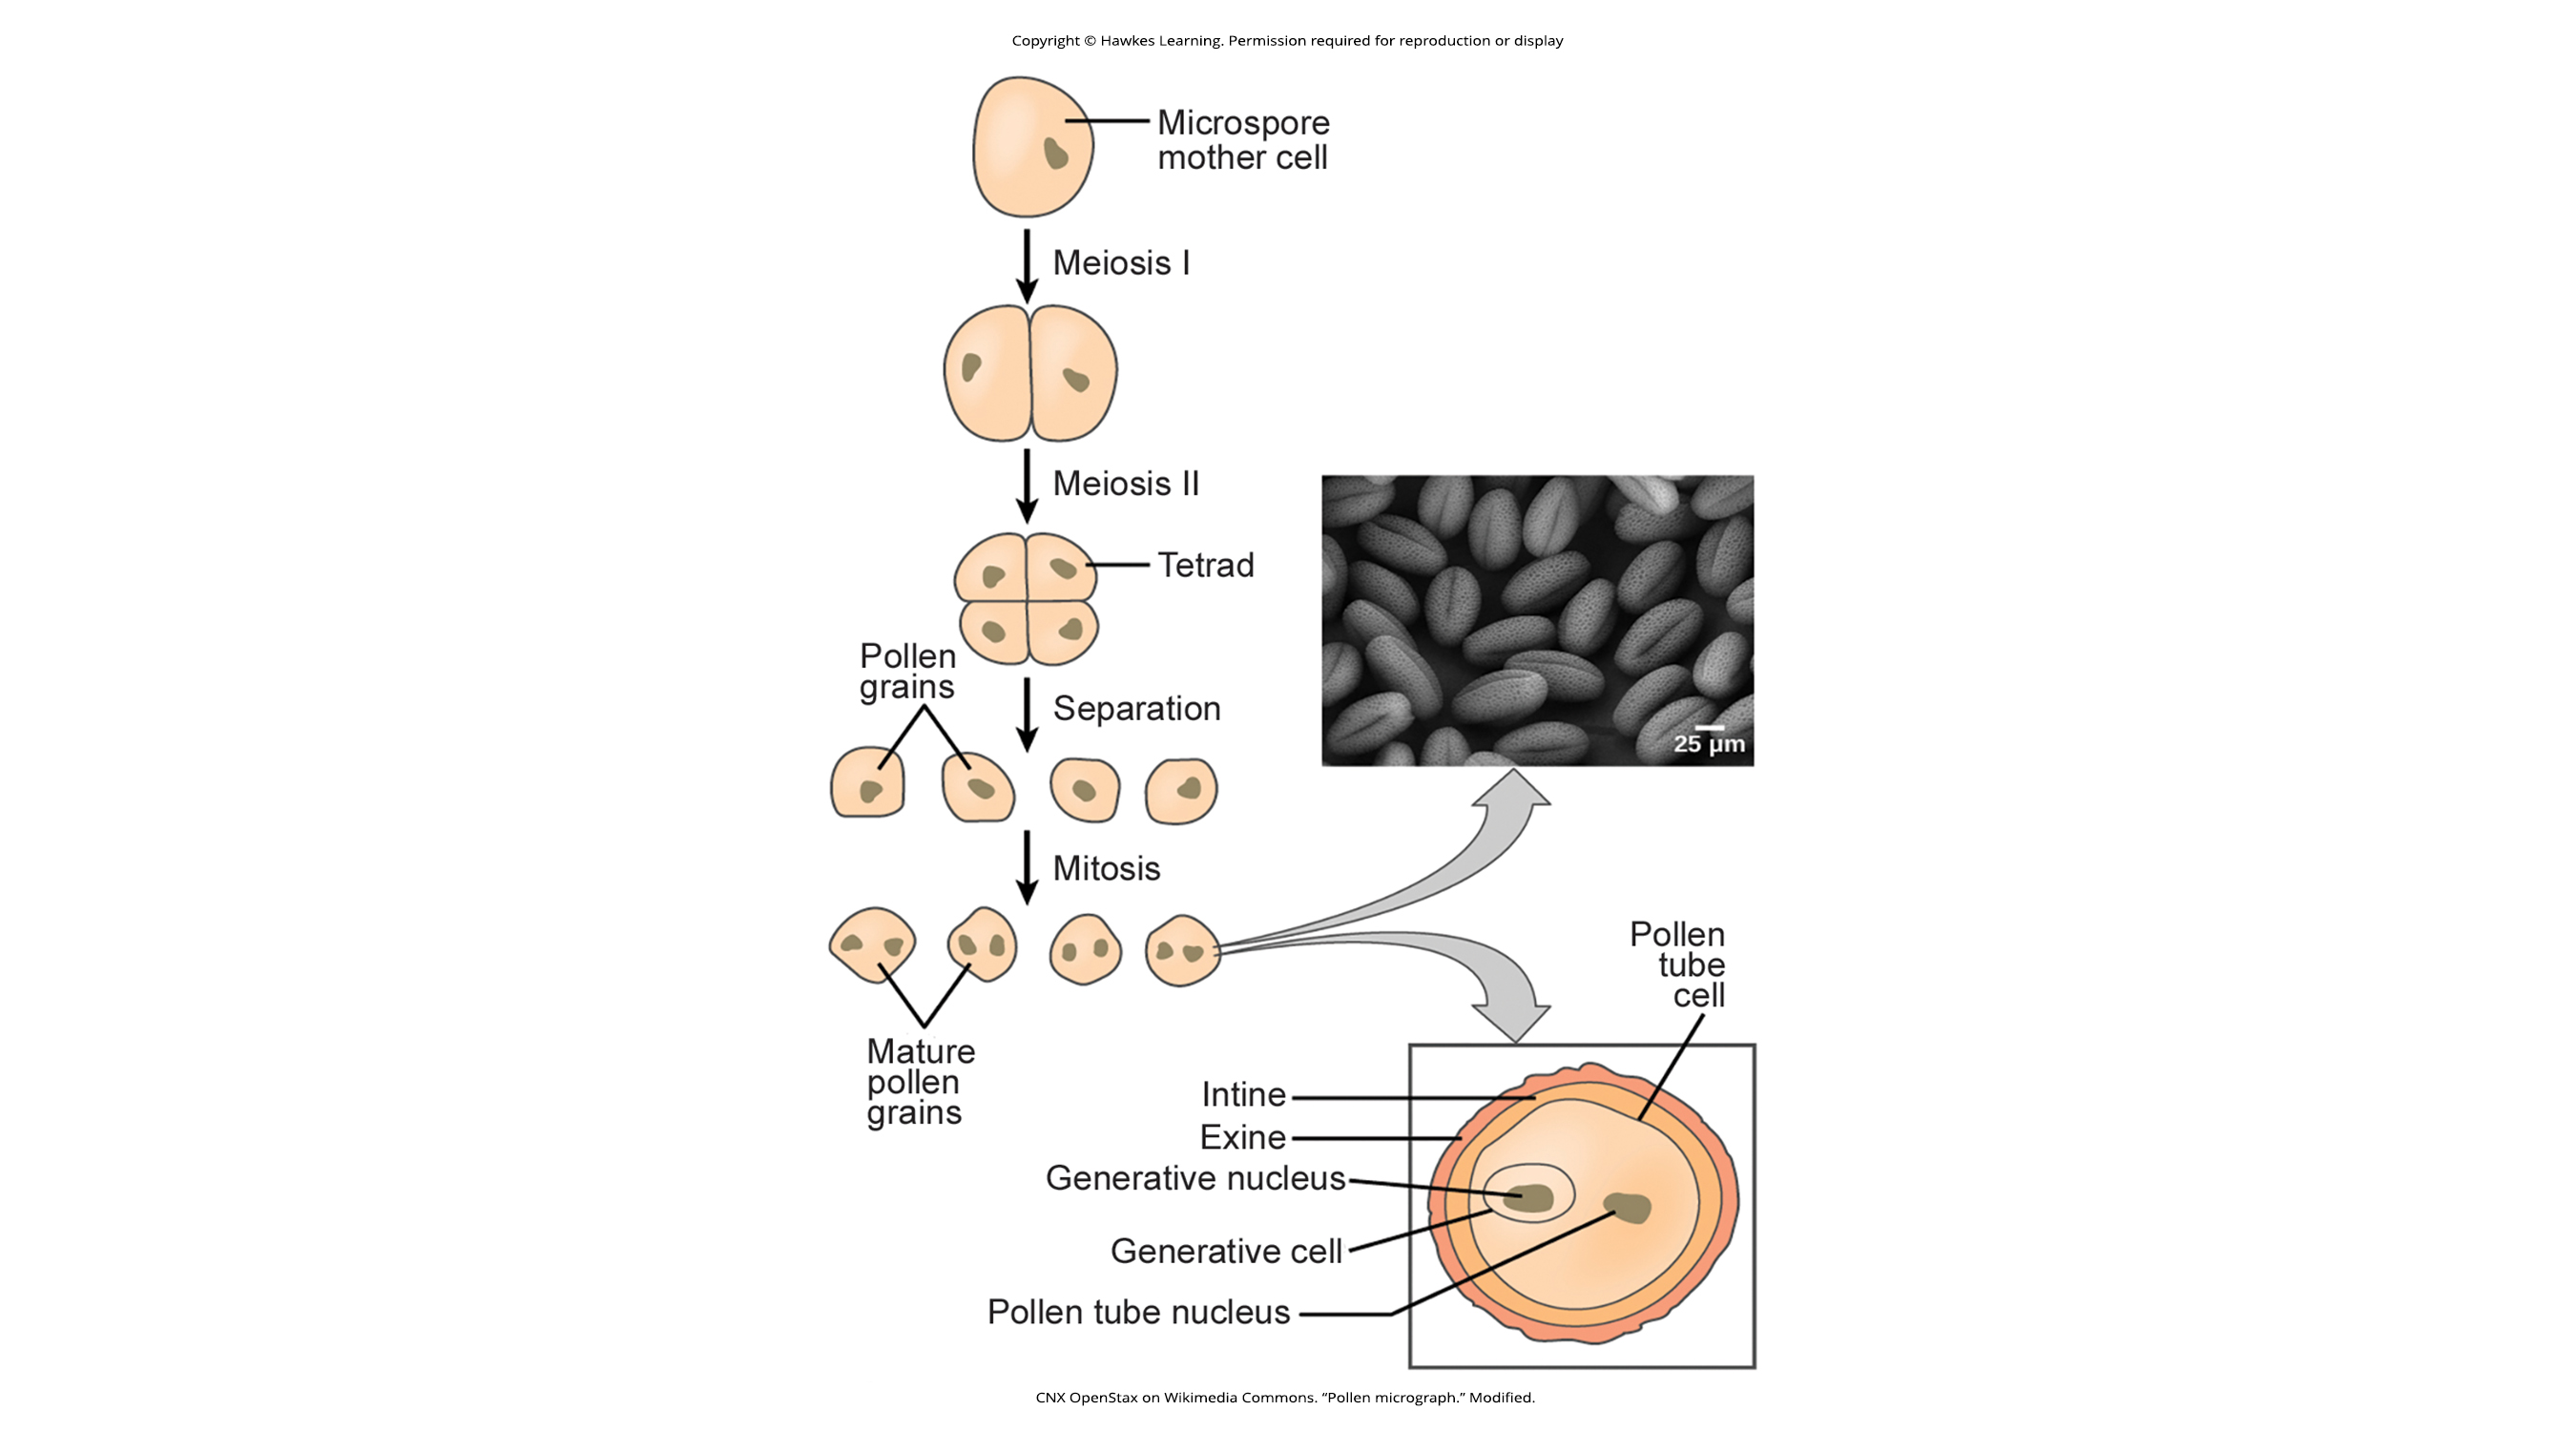 Copyright © Hawkes Learning. Permission required for reproduction or display
Microspore
mother cell
Meiosis I
Meiosis II
Tetrad
Pollen
grains
Separation
25 µm
Mitosis
Pollen
tube
cell
Mature
pollen
grains
Intine
Exine
Generative nucleus
Generative cell
Pollen tube nucleus
CNX OpenStax on Wikimedia Commons. “Pollen micrograph.” Modified.